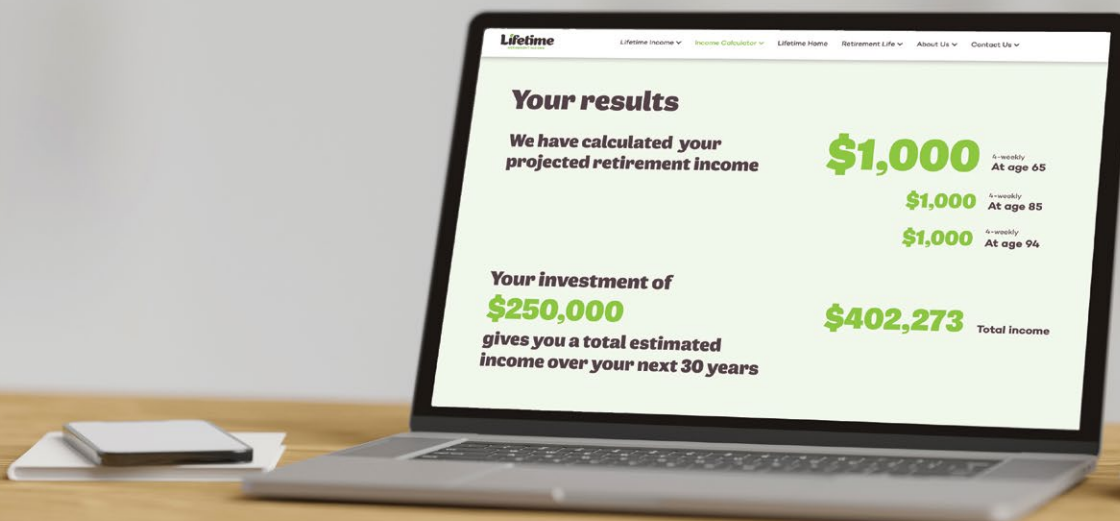 Lifetime
Lifetime Income
Income Calculator
Lifetime Home
Retirement Life
About Us
Contact Us
Your results
We have calculated your
projected retirement income
$1,000
4-weekly
At age 65
$1,000
4-weekly
At age 85
$1,000
4-weekly
At age 94
Your investment of
$250,000
gives you a total estimated
income over your next 30 years
$402,273 Total income